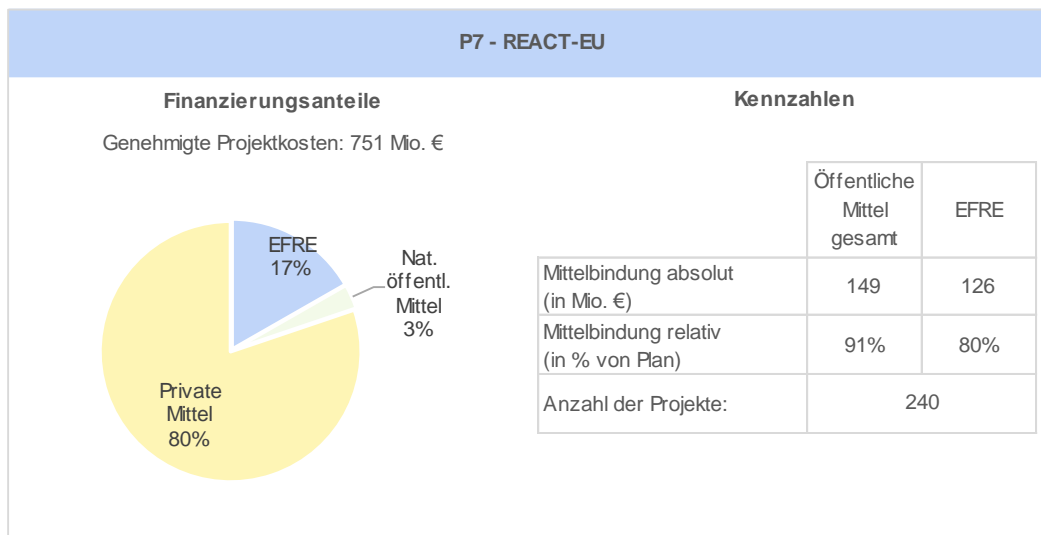 P7 - REACT-EU
Finanzierungsanteile
Genehmigte Projektkosten: 751 Mio. €
EFRE
17%
Nat.
öffentl.
Mittel
3%
Private
Mittel
80%
Kennzahlen
Öffentliche
Mittel
gesamt
EFRE
Mittelbindung absolut
(in Mio. €)
149
126
Mittelbindung relativ
(in % von Plan)
91%
80%
Anzahl der Projekte:
240